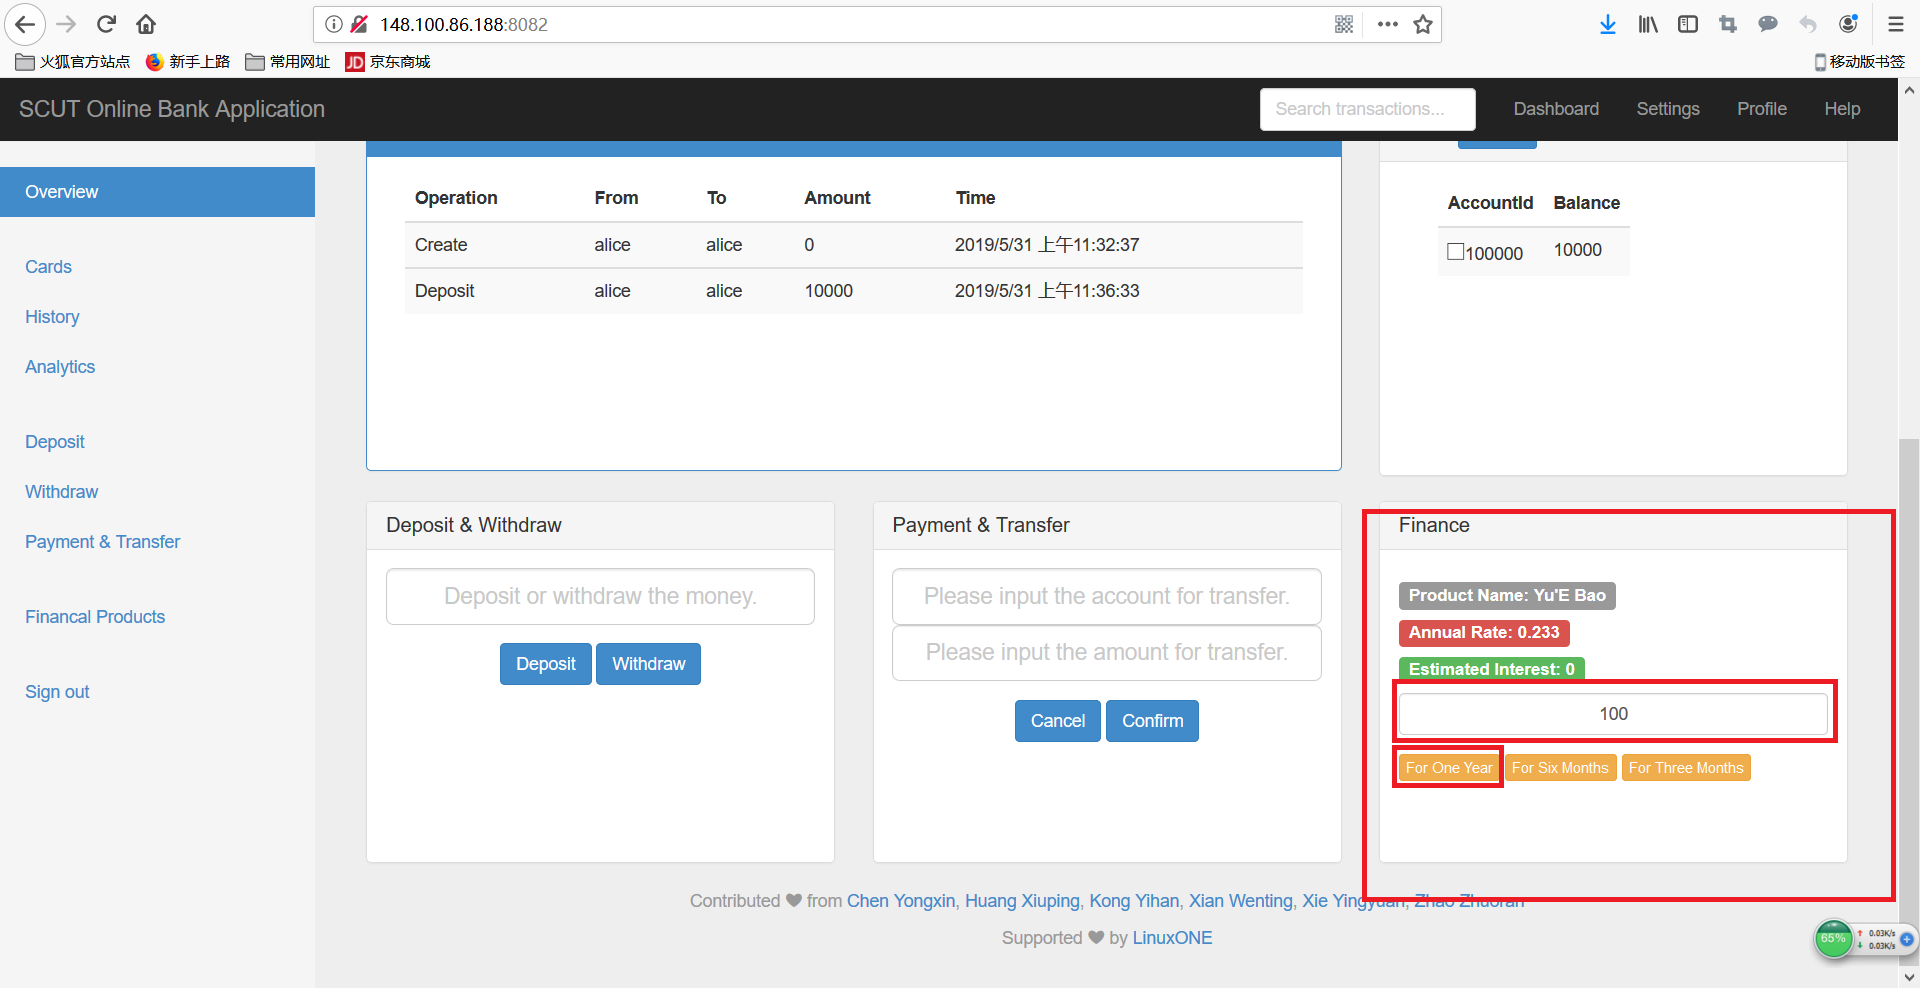 148.100.86.188:8082
火狐官方站点 新手上路 常用网址 JD 京东商城 移动版书签
SCUT Online Bank Application Search transactions... Dashboard Settings Profile Help
Overview
Cards
History
Analytics
Deposit
Withdraw
Payment & Transfer
Financal Products
Sign out
Operation From To Amount Time
Create alice alice 0 2019/5/31 上午11:32:37
Deposit alice alice 10000 2019/5/31 上午11:36:33
AccountId Balance
100000 10000
Deposit & Withdraw
Deposit or withdraw the money.
Deposit Withdraw
Payment & Transfer
Please input the account for transfer.
Please input the amount for transfer.
Cancel Confirm
Finance
Product Name: Yu'E Bao
Annual Rate: 0.233
Estimated Interest: 0
100
For One Year For Six Months For Three Months
Contributed from Chen Yongxin, Huang Xiuping, Kong Yihan, Xian Wenting, Xie Yingyuan, Zhao Zhuoran
Supported by LinuxONE
65% 0.03K/s
0.03K/s